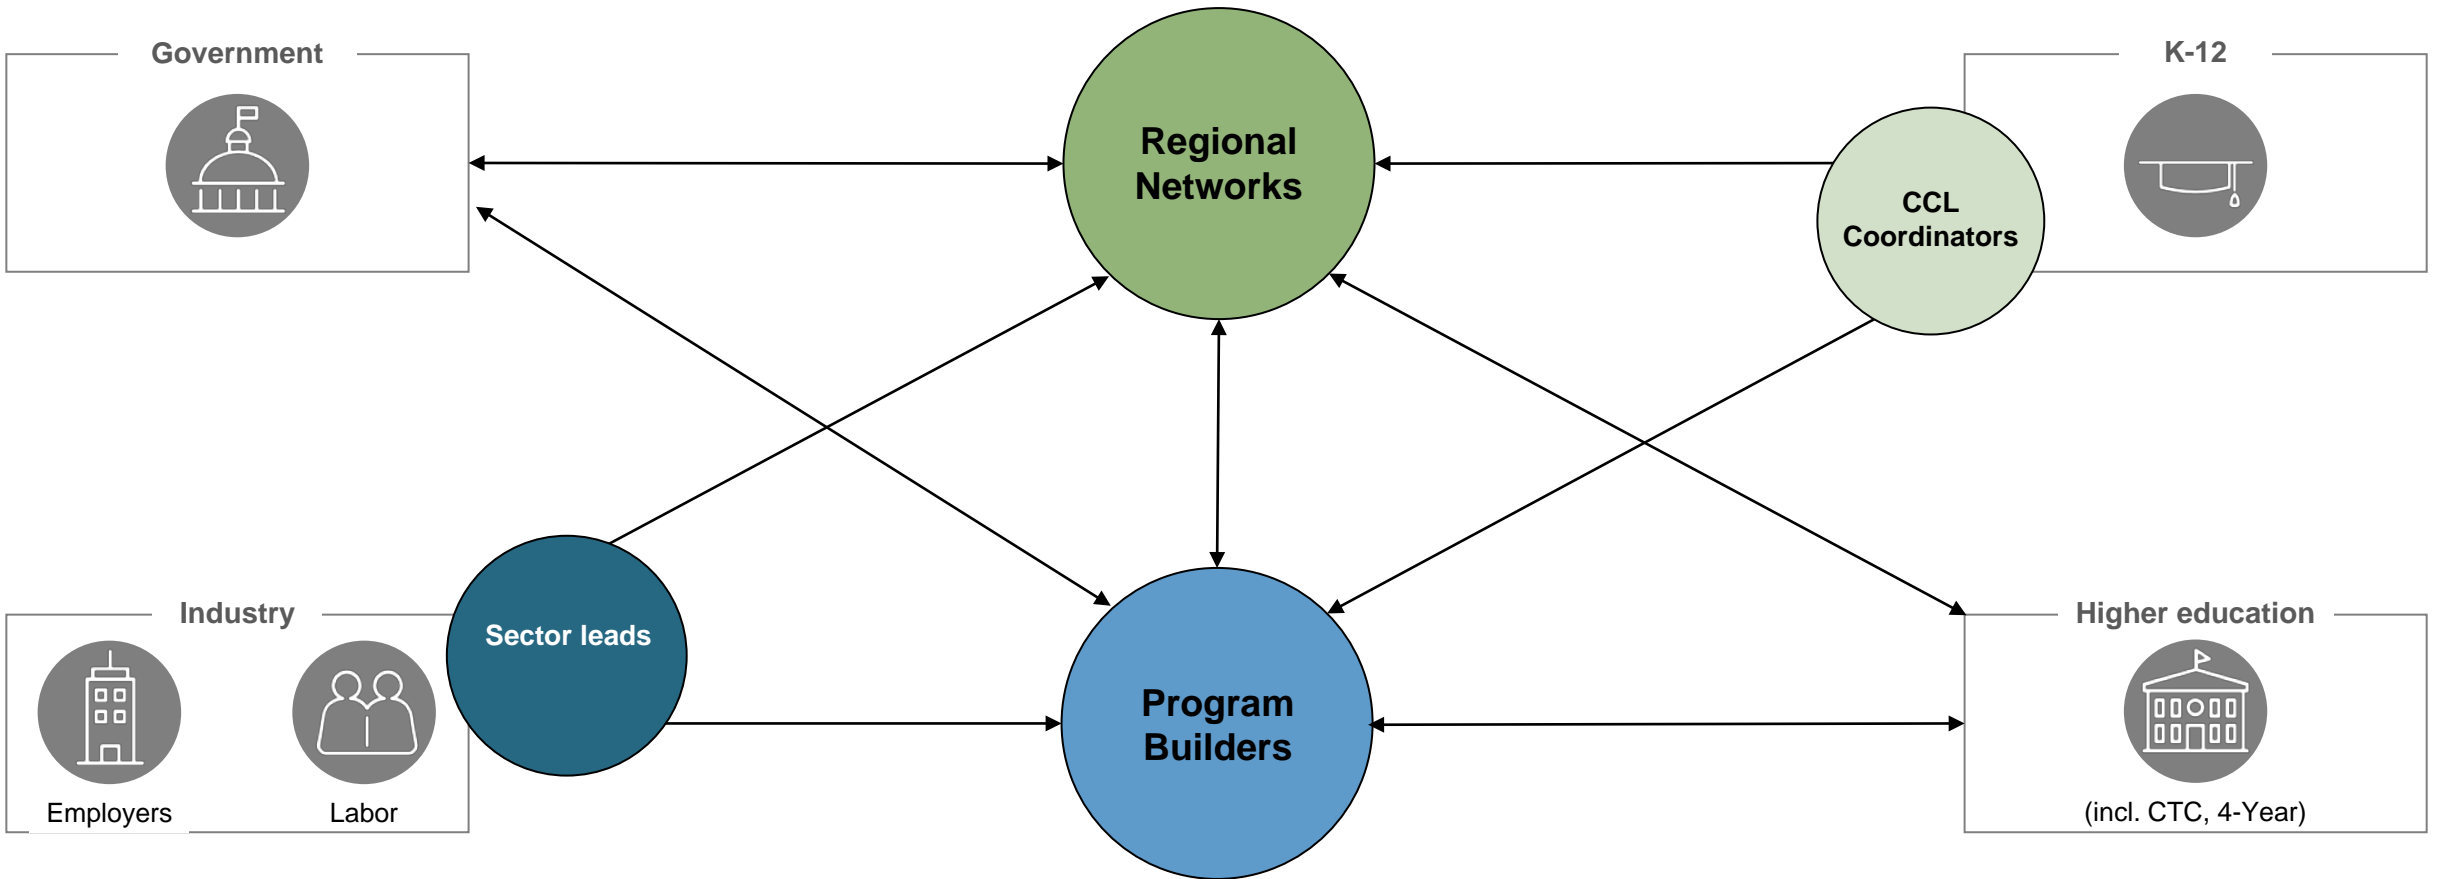 Government
Regional
Networks
K-12
CCL
Coordinators
Industry
Employers
Labor
Sector leads
Program
Builders
Higher education
(incl. CTC, 4-Year)